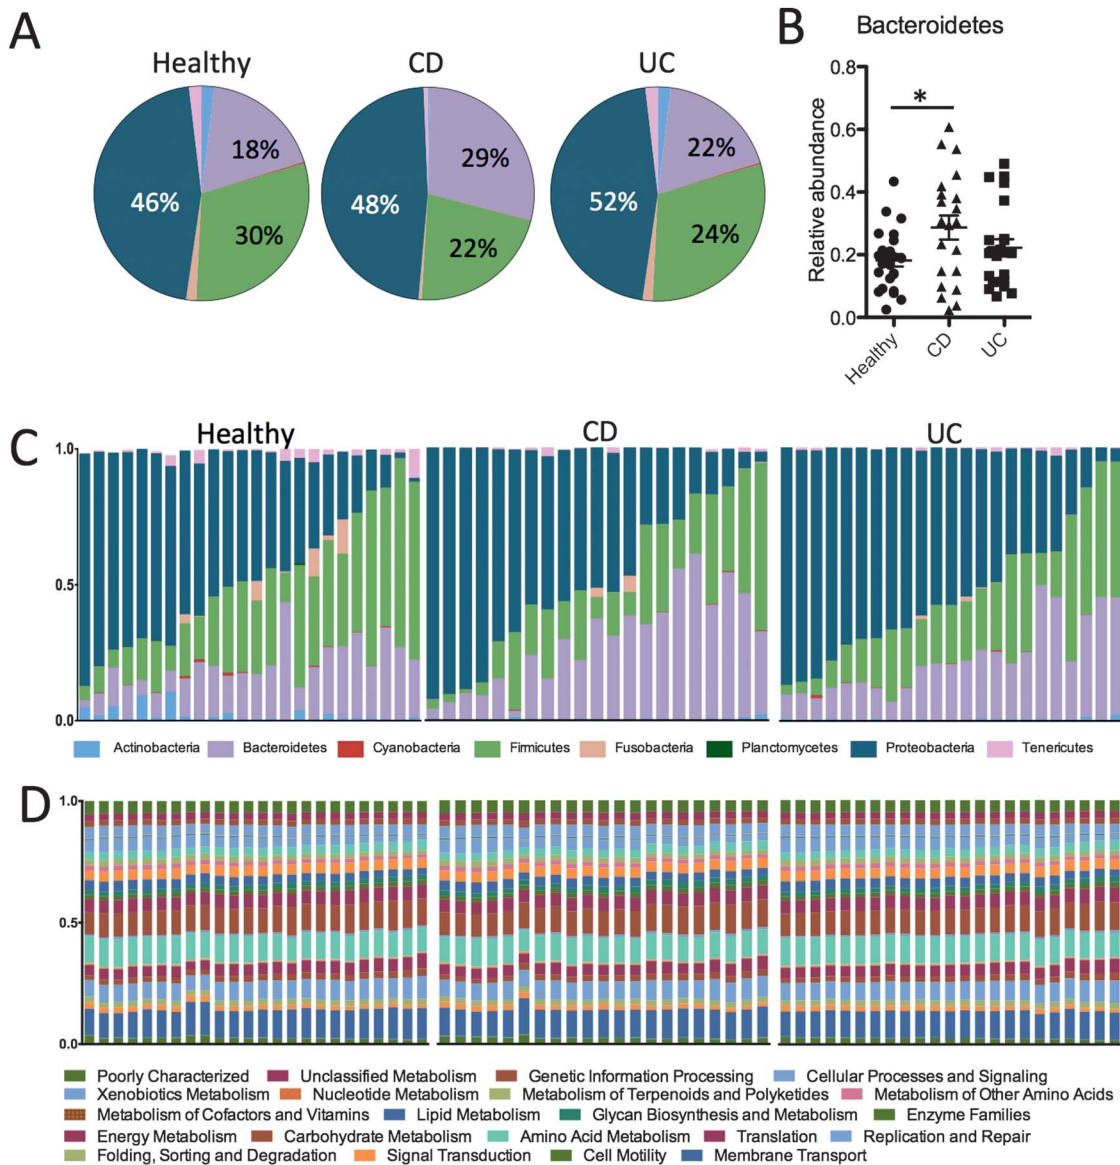 A
Healthy
CD
UC
18%
46%
30%
29%
48%
22%
22%
52%
24%
B
Bacteroidetes
Relative abundance
0.8
0.6
0.4
0.2
0.0
*
Healthy
CD
UC
C
Healthy
CD
UC
1.0
0.5
0.0
Actinobacteria Bacteroidetes Cyanobacteria Firmicutes Fusobacteria Planctomycetes Proteobacteria Tenericutes
D
1.0
0.5
0.0
Poorly Characterized Unclassified Metabolism Genetic Information Processing Cellular Processes and Signaling
Xenobiotics Metabolism Nucleotide Metabolism Metabolism of Terpenoids and Polyketides Metabolism of Other Amino Acids
Metabolism of Cofactors and Vitamins Lipid Metabolism Glycan Biosynthesis and Metabolism Enzyme Families
Energy Metabolism Carbohydrate Metabolism Amino Acid Metabolism Translation Replication and Repair
Folding, Sorting and Degradation Signal Transduction Cell Motility Membrane Transport